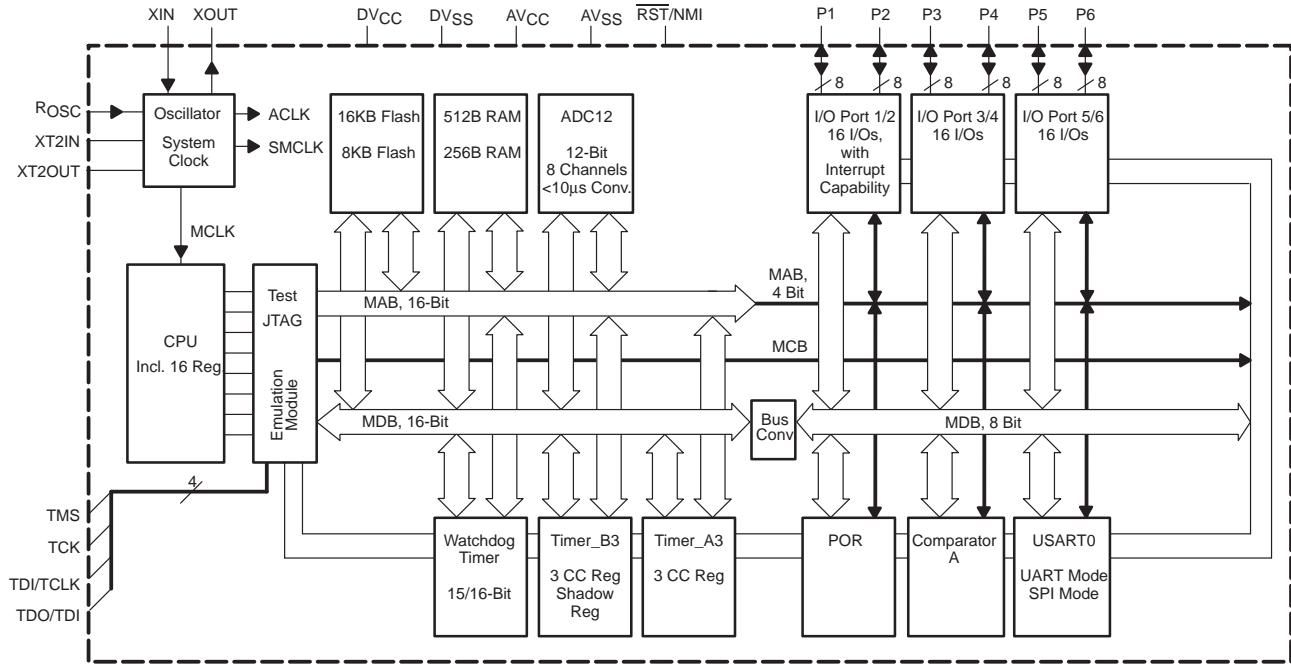 XIN
XOUT
DVCC
DVSS
AVCC
AVSS
RST/NMI
P1
P2
P3
P4
P5
P6
8
8
8
8
8
8
ROSC
XT2IN
XT2OUT
Oscillator
System
Clock
ACLK
SMCLK
16KB Flash
8KB Flash
512B RAM
256B RAM
ADC12
12-Bit
8 Channels
<10μs Conv.
I/O Port 1/2
16 I/Os,
with
Interrupt
Capability
I/O Port 3/4
16 I/Os
I/O Port 5/6
16 I/Os
MCLK
CPU
Incl. 16 Reg.
Test
JTAG
Emulation
Module
MAB, 16-Bit
MAB,
4 Bit
MCB
MDB, 16-Bit
Bus
Conv
MDB, 8 Bit
4
TMS
TCK
TDI/TCLK
TDO/TDI
Watchdog
Timer
15/16-Bit
Timer_B3
3 CC Reg
Shadow
Reg
Timer_A3
3 CC Reg
POR
Comparator
A
USART0
UART Mode
SPI Mode